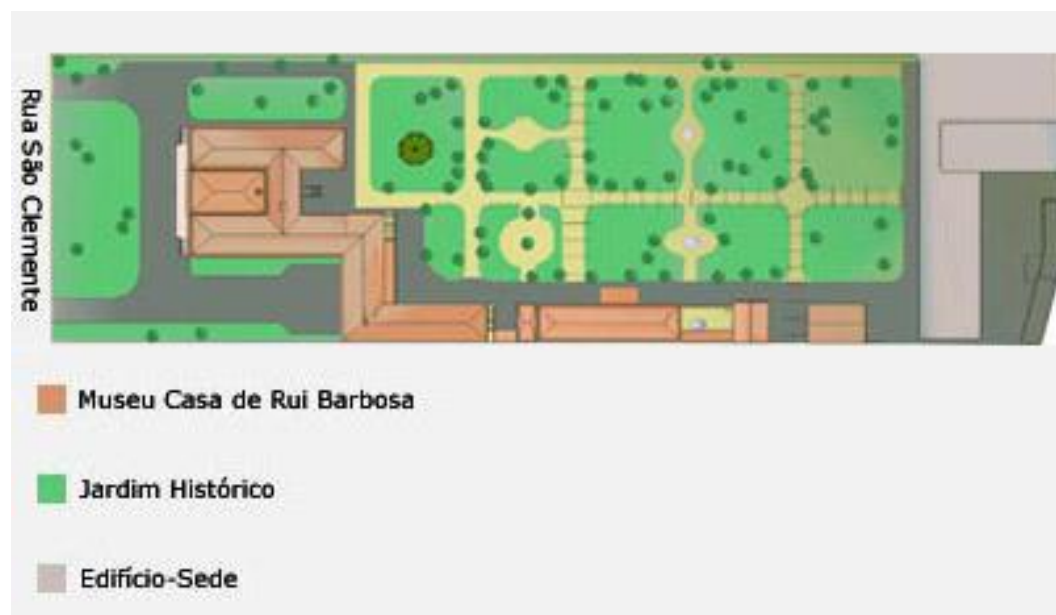 Rua São Clemente
Museu Casa de Rui Barbosa
Jardim Histórico
Edifício-Sede